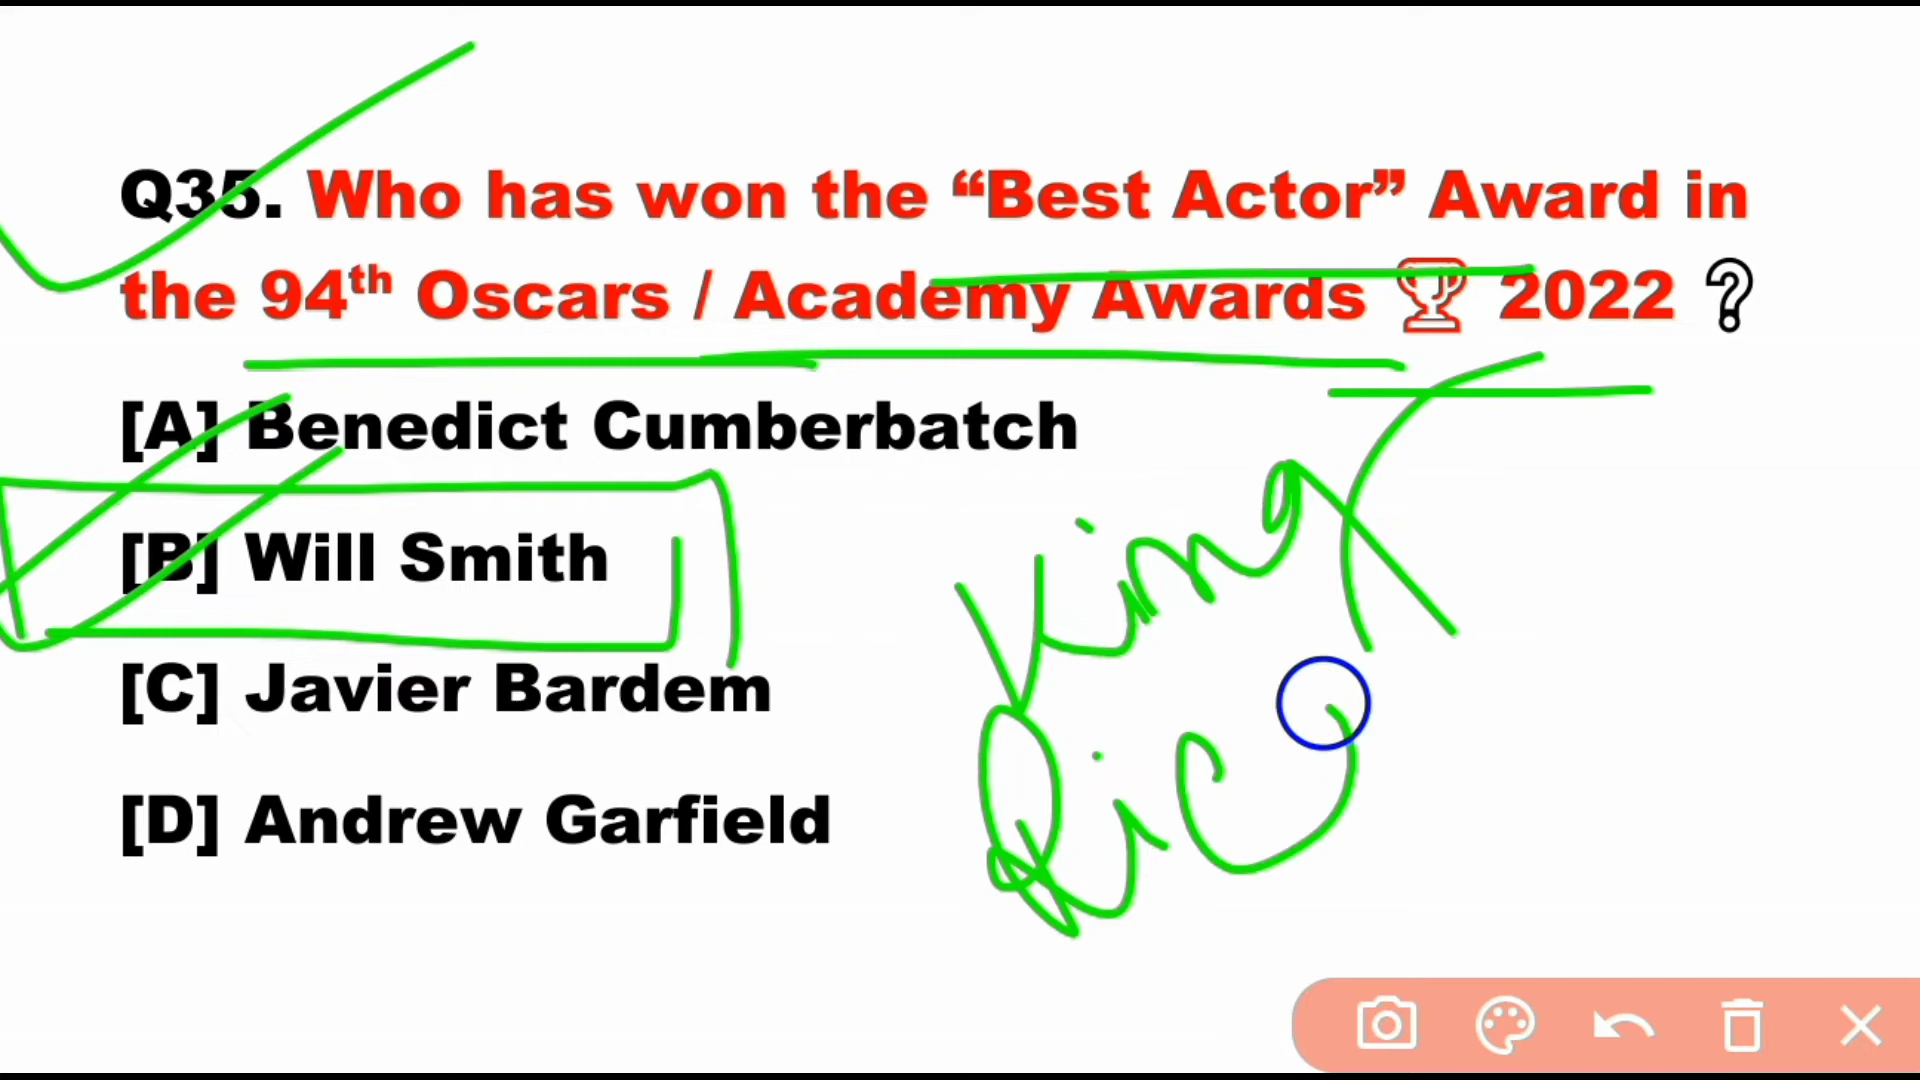 Q35. Who has won the “Best Actor” Award in
the 94th Oscars / Academy Awards 🏆 2022 ?
[A] Benedict Cumberbatch
[B] Will Smith
King
[C] Javier Bardem
Ric
[D] Andrew Garfield